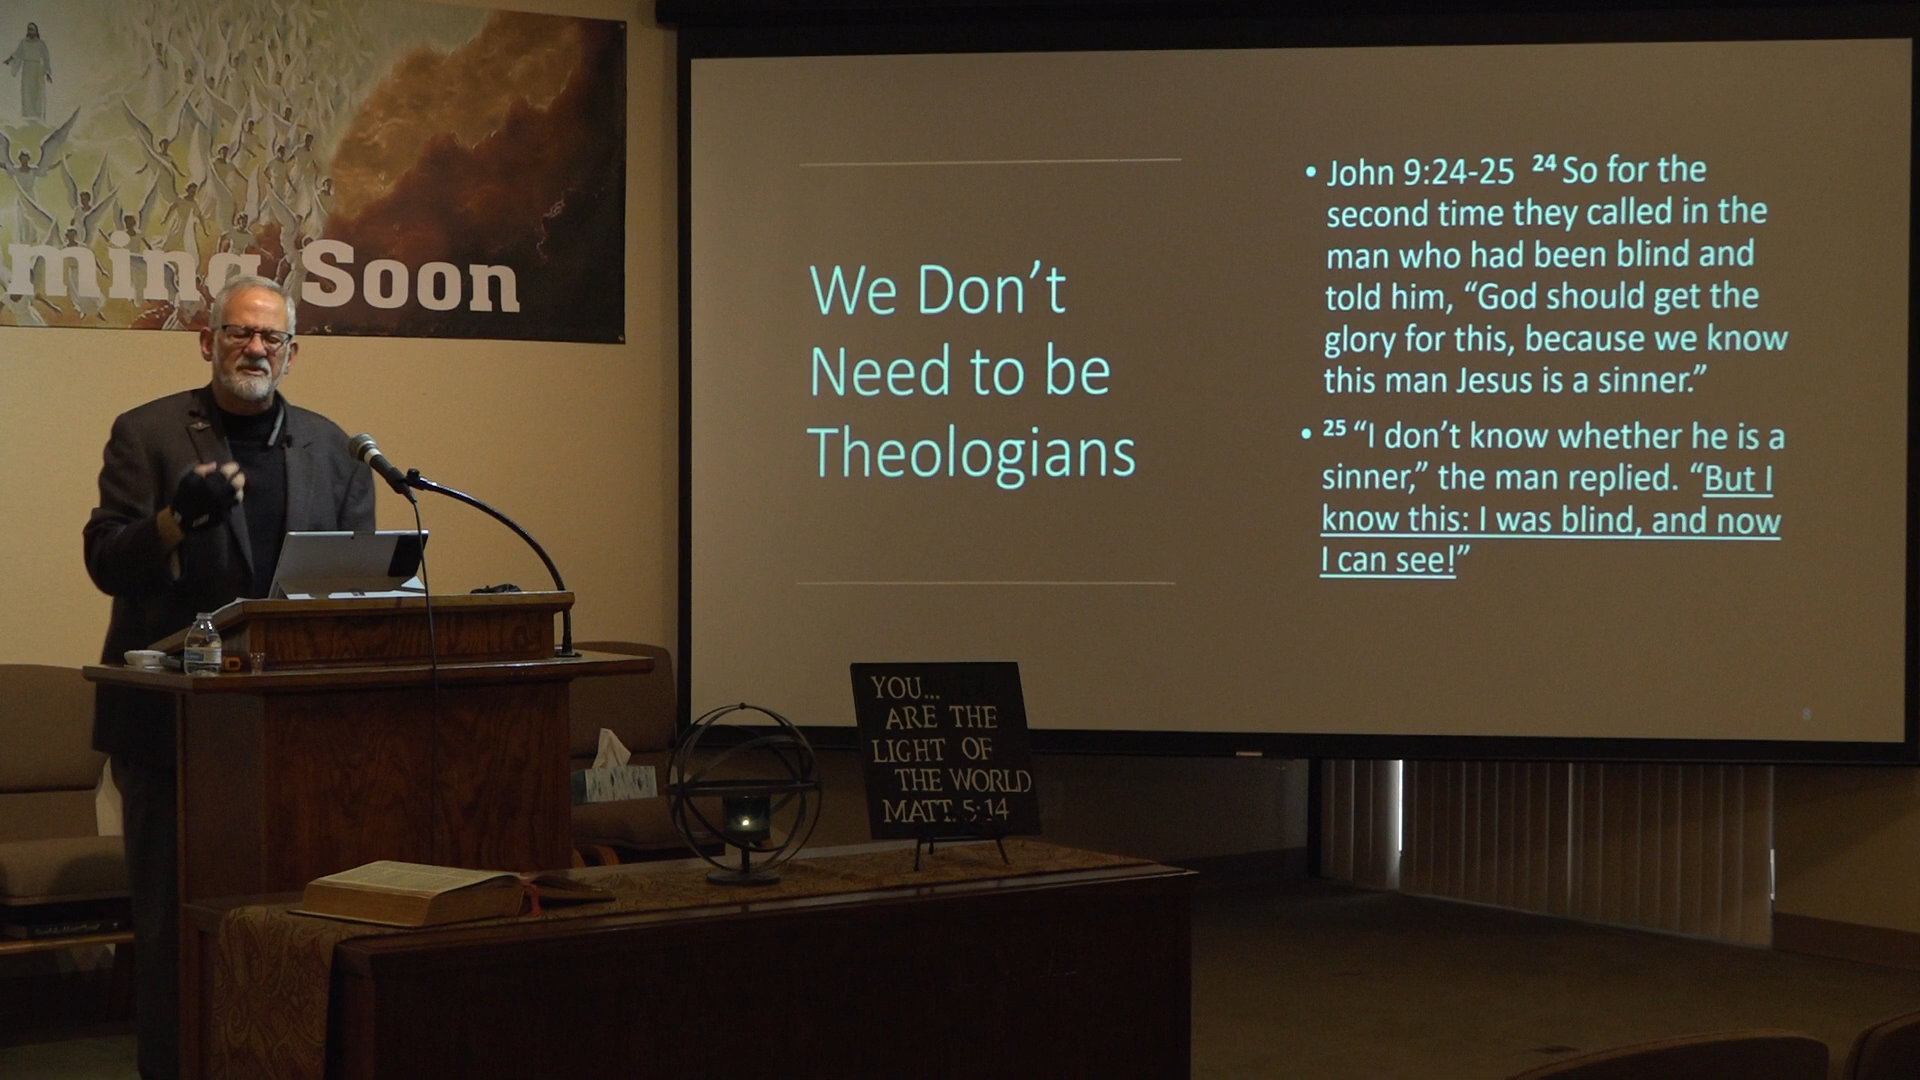 ming Soon
We Don’t
Need to be
Theologians
• John 9:24-25 24 So for the
second time they called in the
man who had been blind and
told him, “God should get the
glory for this, because we know
this man Jesus is a sinner.”
• 25 “I don’t know whether he is a
sinner,” the man replied. “But I
know this: I was blind, and now
I can see!”
8
YOU...
ARE THE
LIGHT OF
THE WORLD
MATT. 5:14